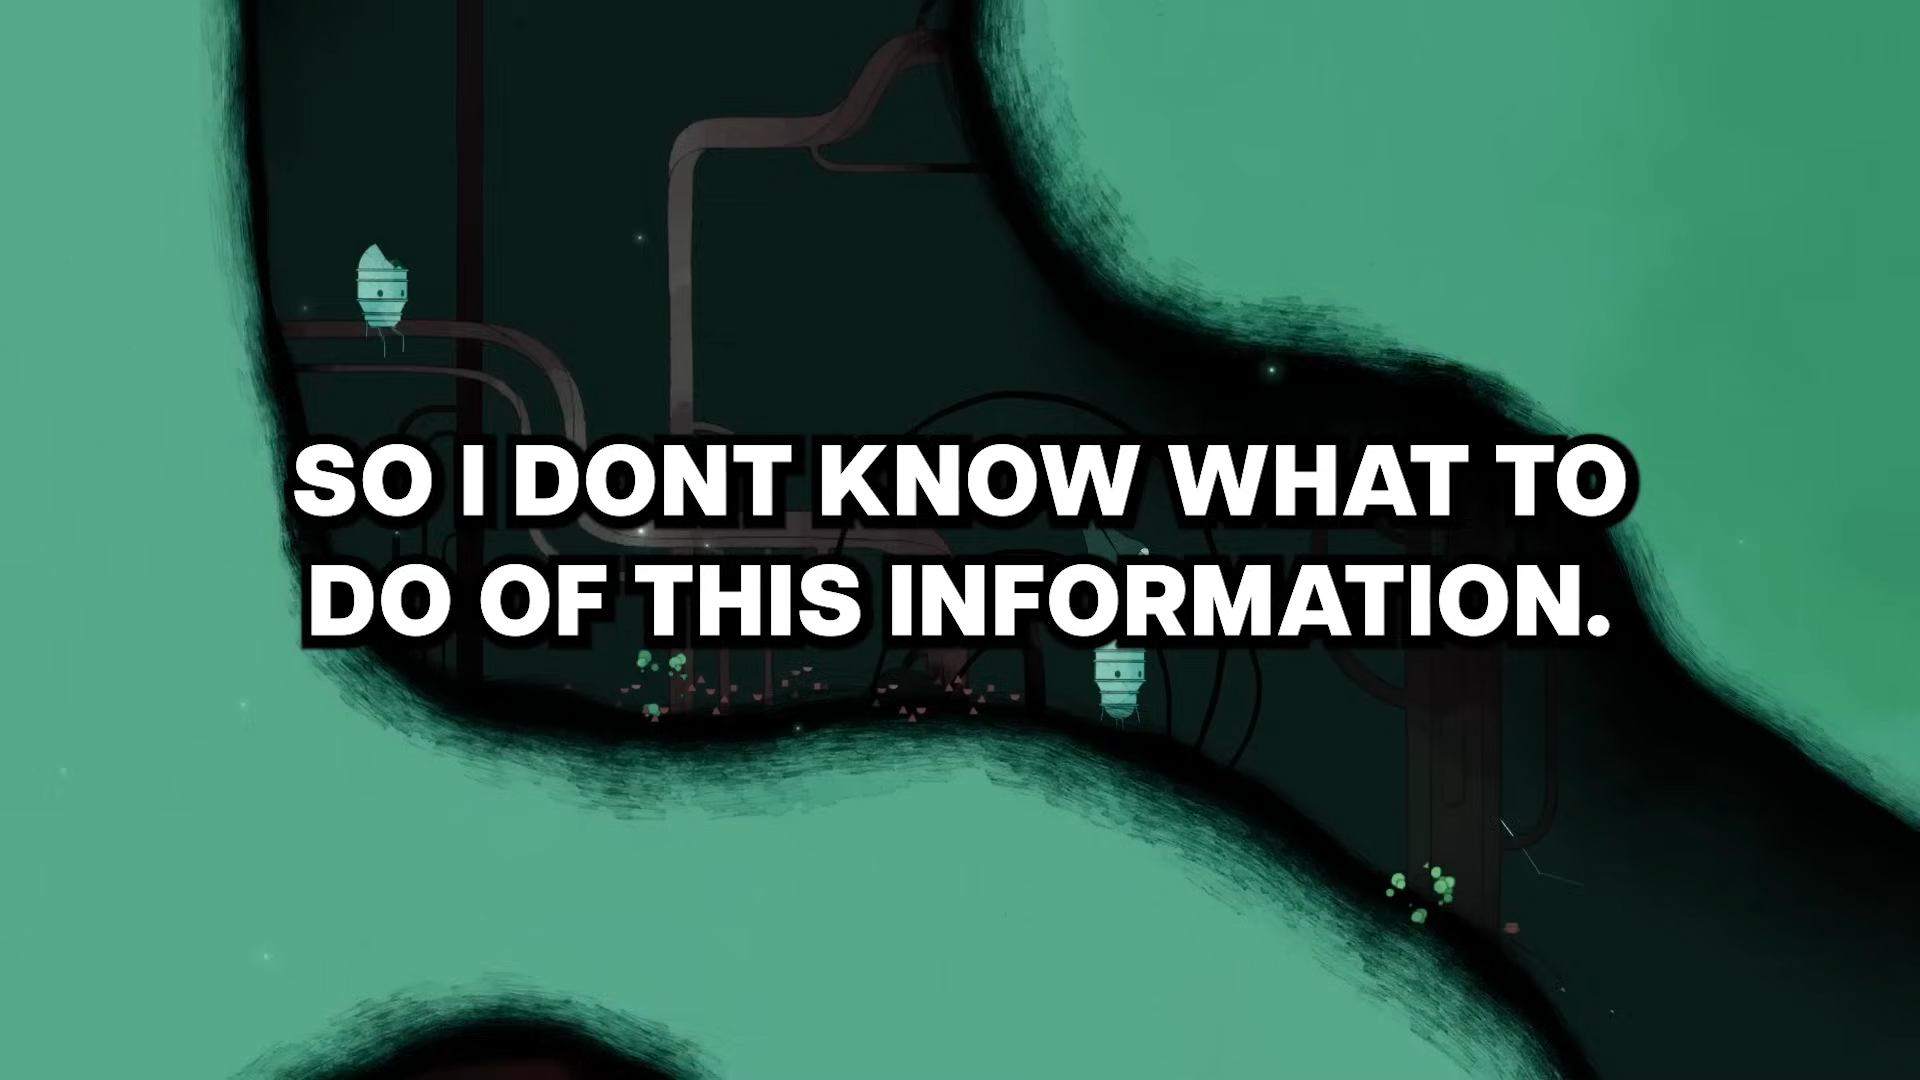 SO I DONT KNOW WHAT TO
DO OF THIS INFORMATION.